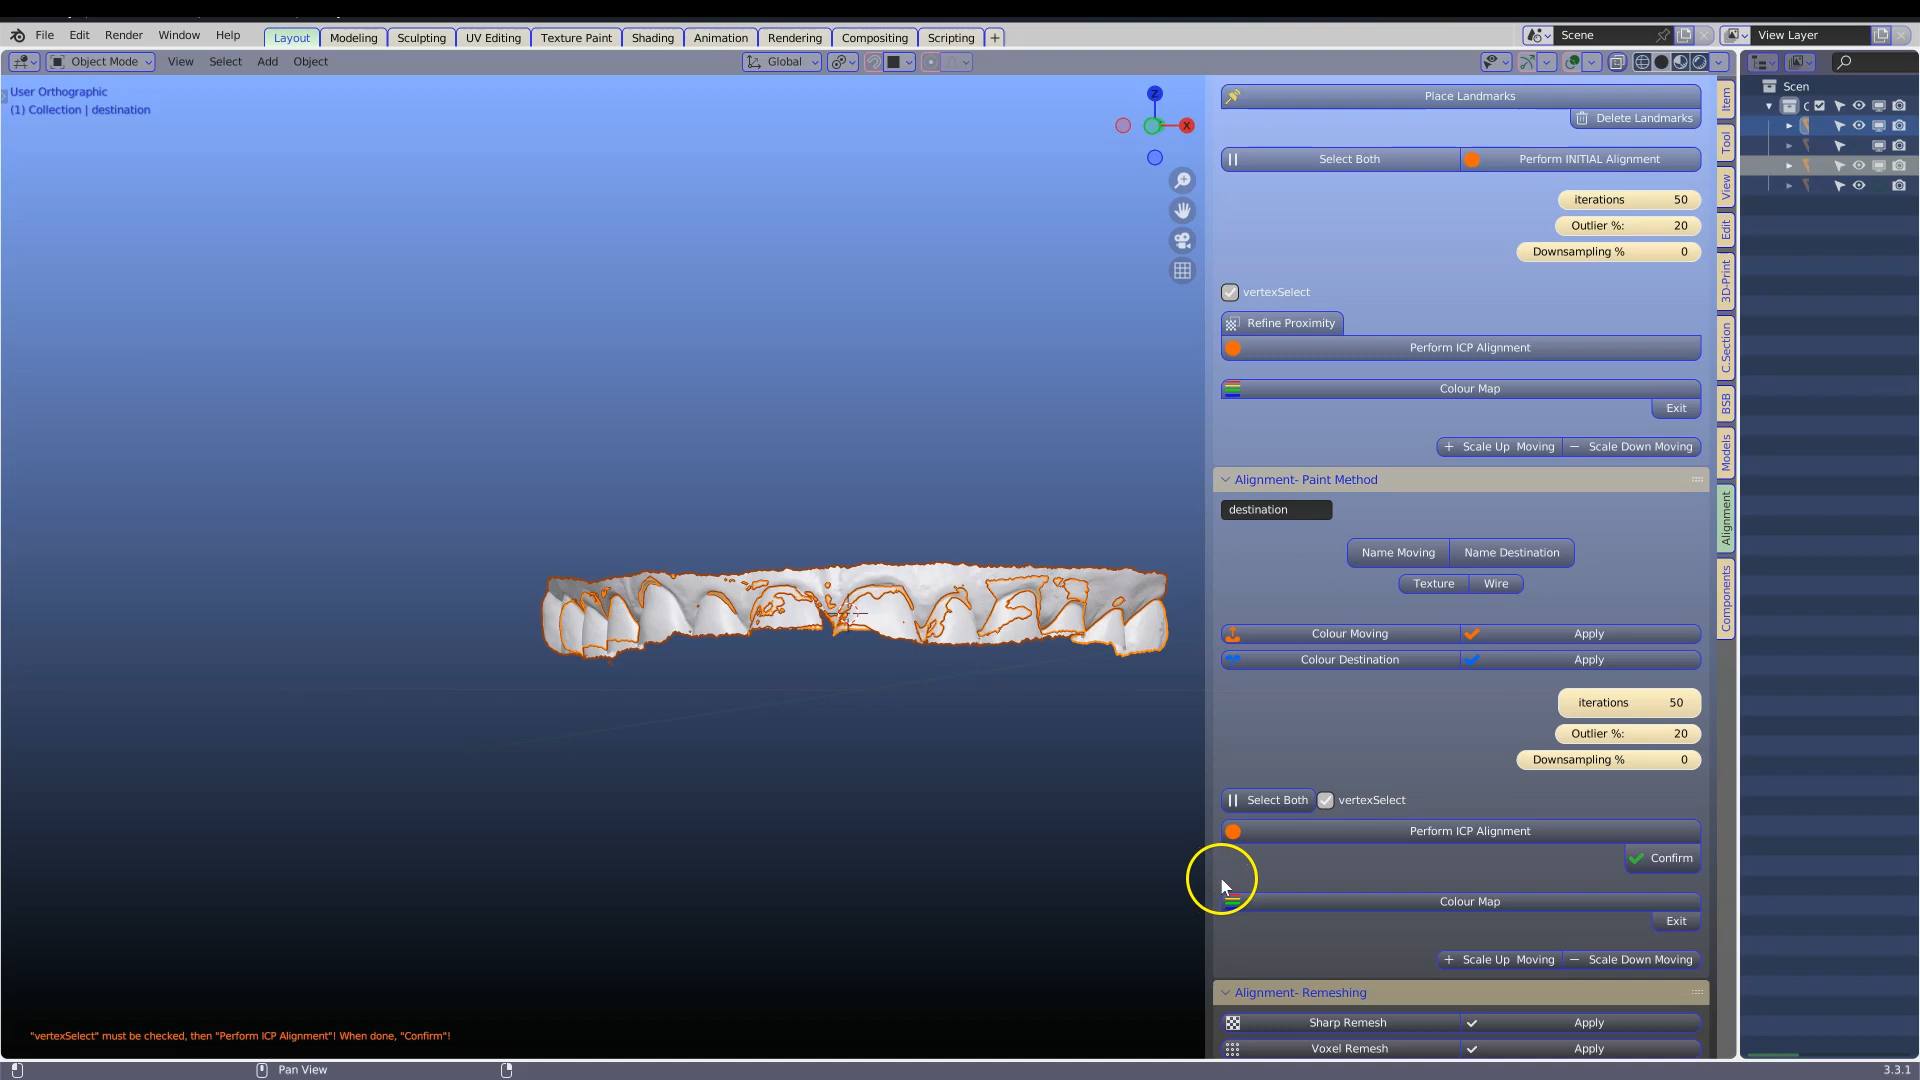 File Edit Render Window Help Layout Modeling Sculpting UV Editing Texture Paint Shading Animation Rendering Compositing Scripting + Scene View Layer
Object Mode View Select Add Object Global
User Orthographic
(1) Collection | destination
Z
X
Place Landmarks
Delete Landmarks
Select Both Perform INITIAL Alignment
iterations 50
Outlier %: 20
Downsampling % 0
vertexSelect
Refine Proximity
Perform ICP Alignment
Colour Map
Exit
Scale Up Moving Scale Down Moving
Alignment- Paint Method
destination
Name Moving Name Destination
Texture Wire
Colour Moving Apply
Colour Destination Apply
iterations 50
Outlier %: 20
Downsampling % 0
Select Both vertexSelect
Perform ICP Alignment
Confirm
Colour Map
Exit
Scale Up Moving Scale Down Moving
Alignment- Remeshing
Sharp Remesh Apply
Voxel Remesh Apply
Item
Tool
View
Edit
3D-Print
C.Section
BSB
Models
Alignment
Components
Scen
C
"vertexSelect" must be checked, then "Perform ICP Alignment"! When done, "Confirm"!
Pan View
3.3.1